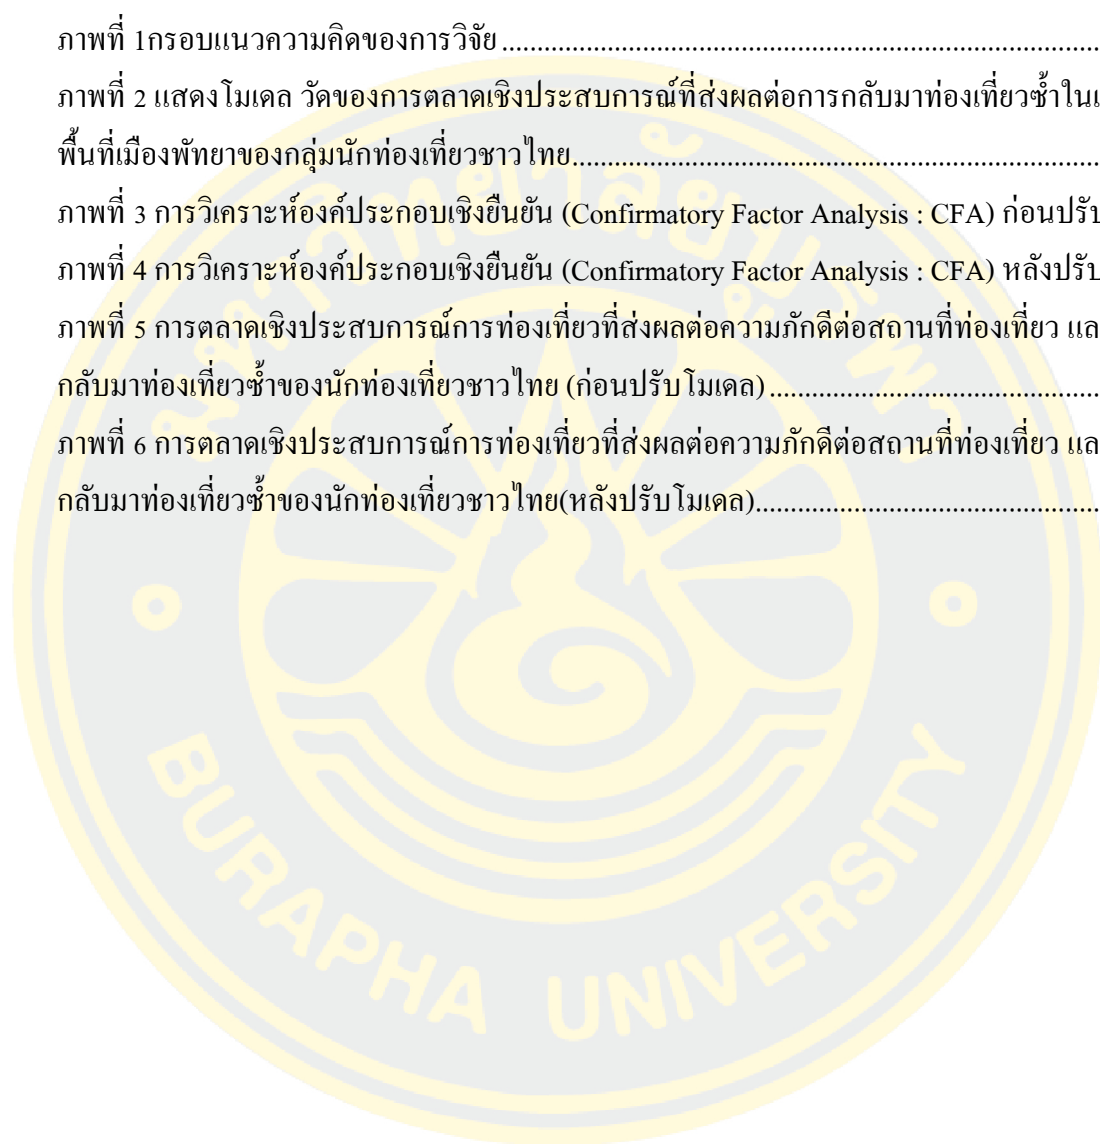 ภาพที่ 1กรอบแนวความคิดของการวิจัย ....................................................................................
ภาพที่ 2 แสดงโมเดล วัดของการตลาดเชิงประสบการณ์ที่ส่งผลต่อการกลับมาท่องเที่ยวซ้ำในเ
พื้นที่เมืองพัทยาของกลุ่มนักท่องเที่ยวชาวไทย..........................................................................
ภาพที่ 3 การวิเคราะห์องค์ประกอบเชิงยืนยัน (Confirmatory Factor Analysis : CFA) ก่อนปรับ
ภาพที่ 4 การวิเคราะห์องค์ประกอบเชิงยืนยัน (Confirmatory Factor Analysis : CFA) หลังปรับ
ภาพที่ 5 การตลาดเชิงประสบการณ์การท่องเที่ยวที่ส่งผลต่อความภักดีต่อสถานที่ท่องเที่ยว แล
กลับมาท่องเที่ยวซ้ำของนักท่องเที่ยวชาวไทย (ก่อนปรับโมเดล) ...............................................
ภาพที่ 6 การตลาดเชิงประสบการณ์การท่องเที่ยวที่ส่งผลต่อความภักดีต่อสถานที่ท่องเที่ยว แล
กลับมาท่องเที่ยวซ้ำของนักท่องเที่ยวชาวไทย(หลังปรับโมเดล).................................................
มหาวิทยาลัยบูรพา
BURAPHA UNIVERSITY